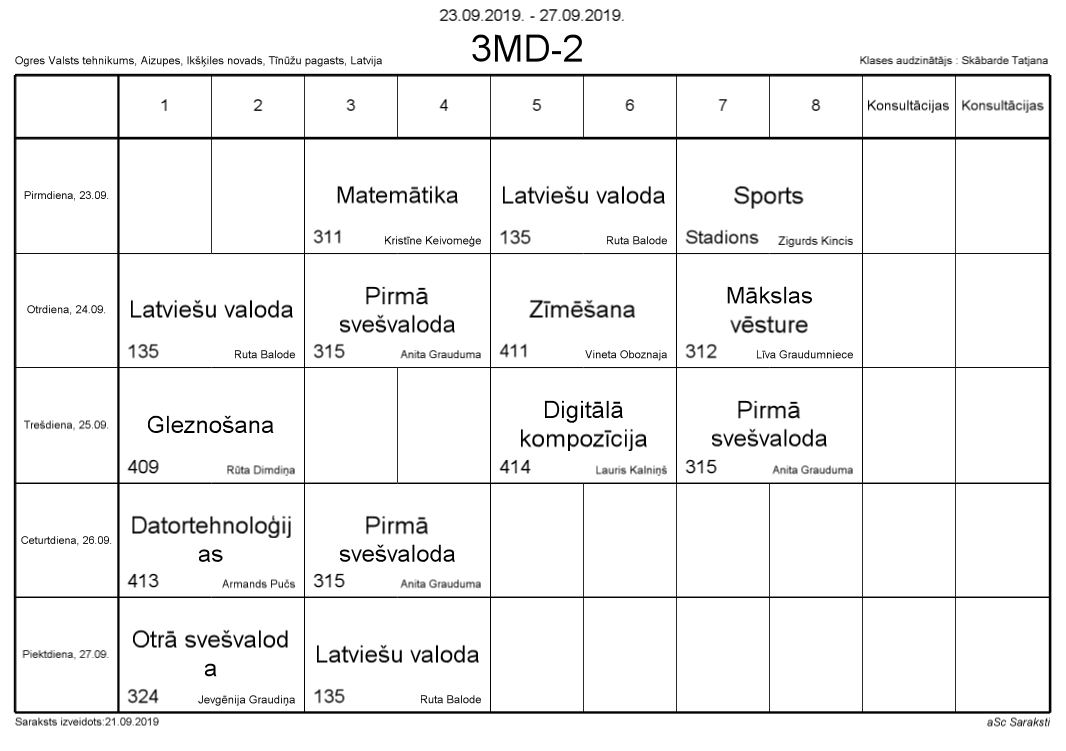 23.09.2019. - 27.09.2019.
3MD-2
Ogres Valsts tehnikums, Aizupes, Ikšķiles novads, Tīnūžu pagasts, Latvija
Klases audzinātājs : Skābarde Tatjana
1 2 3 4 5 6 7 8 Konsultācijas Konsultācijas
Pirmdiena, 23.09.
Matemātika
311 Kristīne Keivomeģe
Latviešu valoda
135 Ruta Balode
Sports
Stadions Zigurds Kincis
Otrdiena, 24.09.
Latviešu valoda
135 Ruta Balode
Pirmā
svešvaloda
315 Anita Grauduma
Zīmēšana
411 Vineta Oboznaja
Mākslas
vēsture
312 Līva Graudumniece
Trešdiena, 25.09.
Gleznošana
409 Rūta Dimdiņa
Digitālā
kompozīcija
414 Lauris Kalniņš
Pirmā
svešvaloda
315 Anita Grauduma
Ceturtdiena, 26.09.
Datortehnoloģij
as
413 Armands Pučs
Pirmā
svešvaloda
315 Anita Grauduma
Piektdiena, 27.09.
Otrā svešvalod
a
324 Jevgēnija Graudiņa
Latviešu valoda
135 Ruta Balode
Saraksts izveidots:21.09.2019
aSc Saraksti